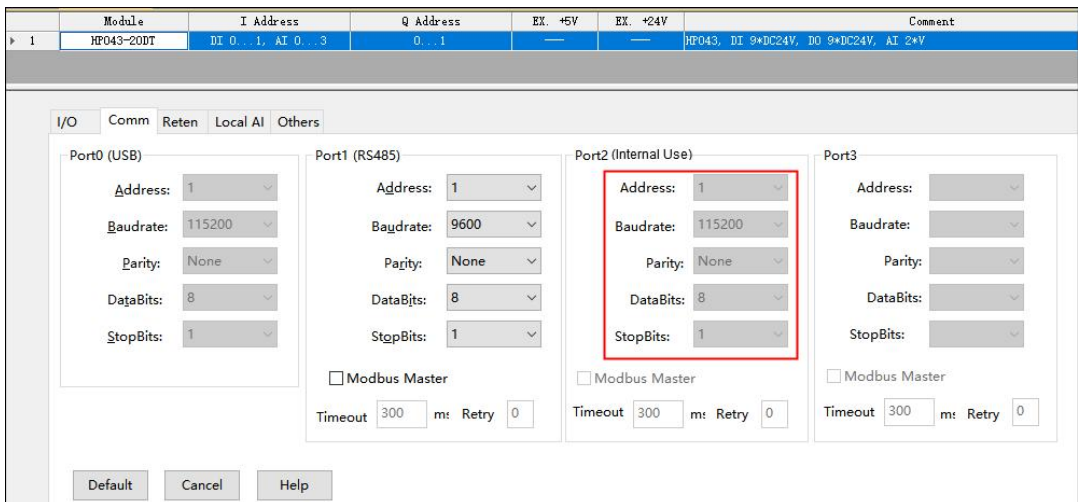 Module I Address Q Address EX. +5V EX. +24V Comment
1 HP043-20DT DI 0...1, AI 0...3 0...1 — — HP043, DI 9*DC24V, DO 9*DC24V, AI 2*V
I/O Comm Reten Local AI Others
Port0 (USB) Port1 (RS485) Port2 (Internal Use) Port3
Address: 1 Address: 1 Address: 1 Address:
Baudrate: 115200 Baudrate: 9600 Baudrate: 115200 Baudrate:
Parity: None Parity: None Parity: None Parity:
DataBits: 8 DataBits: 8 DataBits: 8 DataBits:
StopBits: 1 StopBits: 1 StopBits: 1 StopBits:
Modbus Master Modbus Master Modbus Master
Timeout 300 ms Retry 0 Timeout 300 ms Retry 0 Timeout 300 ms Retry 0
Default Cancel Help